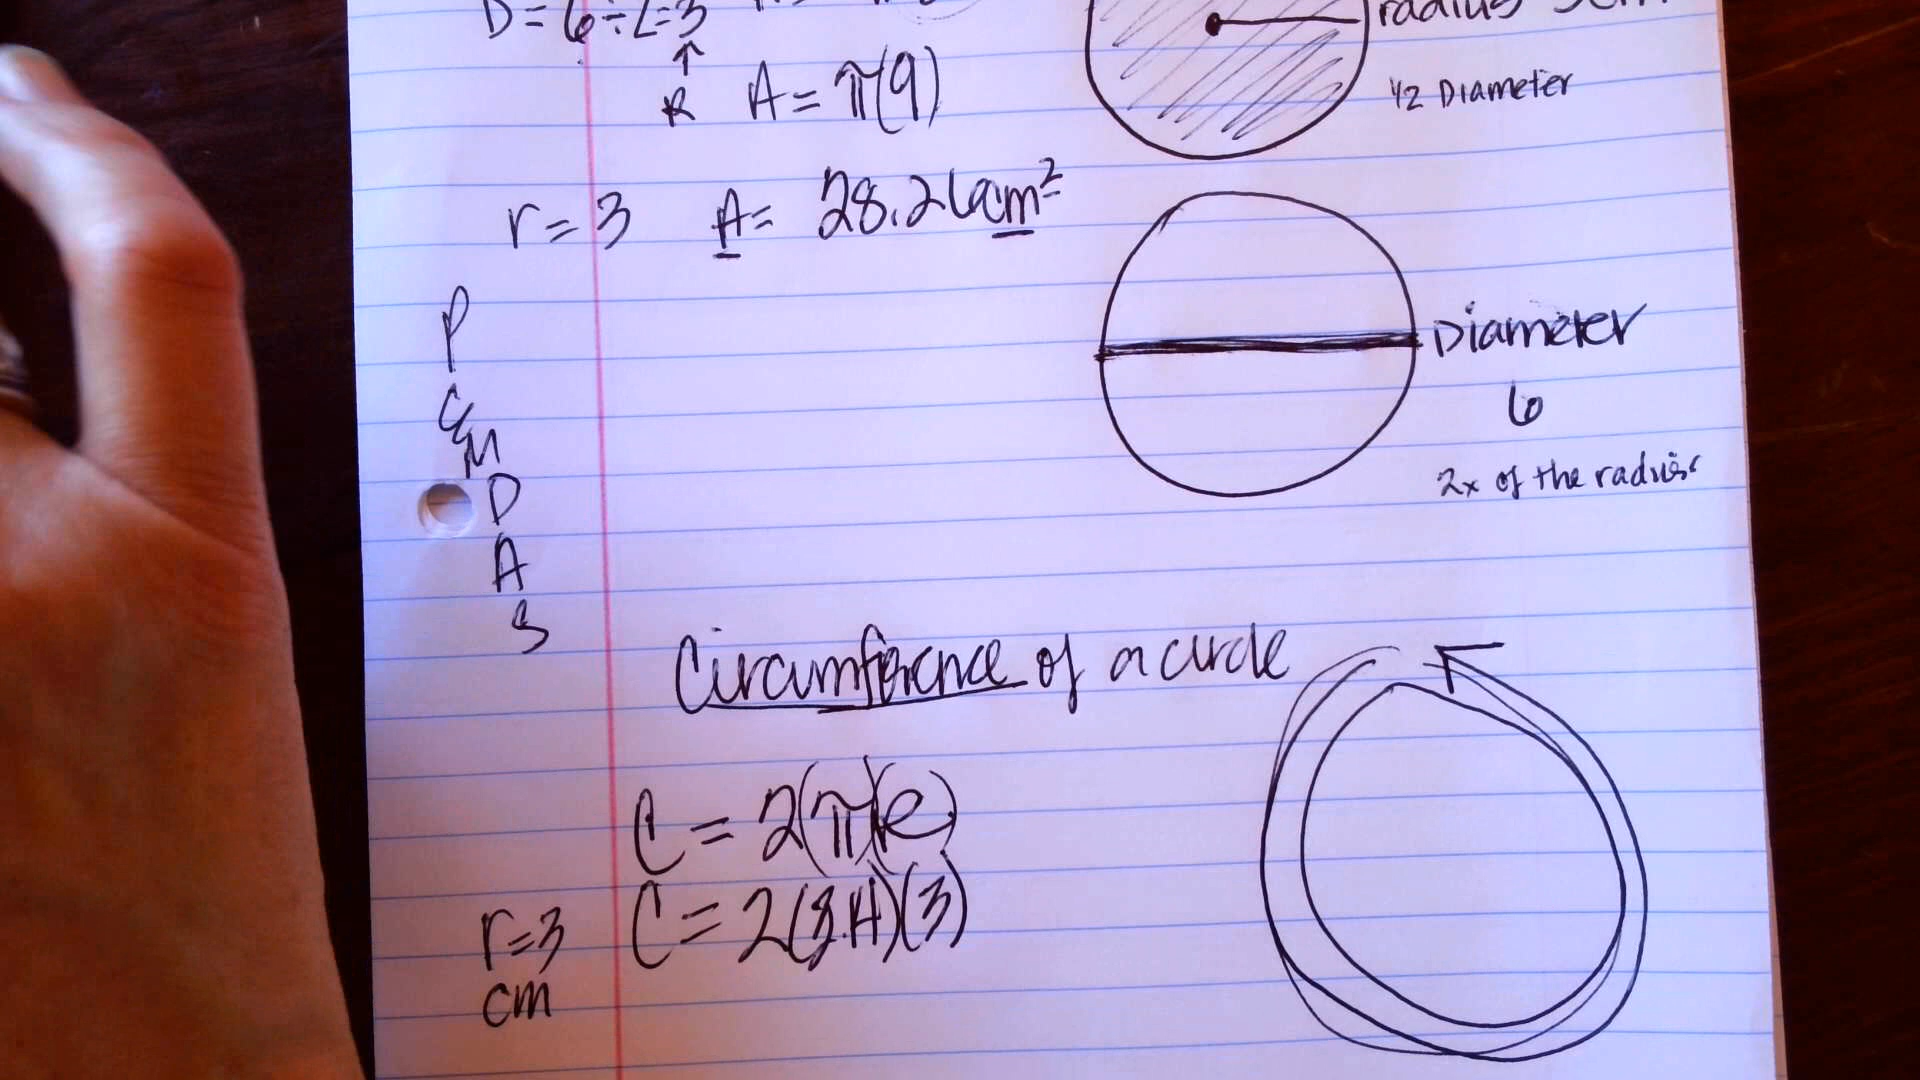 D = 6 ÷ 2 = 3
↑
R
A = π(9)
radius 3cm
1/2 Diameter
r = 3 A = 28.26cm²
P
E
M
D
A
S
Diameter
6
2x of the radius
Circumference of a circle
C = 2(π)(R)
C = 2(3.14)(3)
r=3
cm